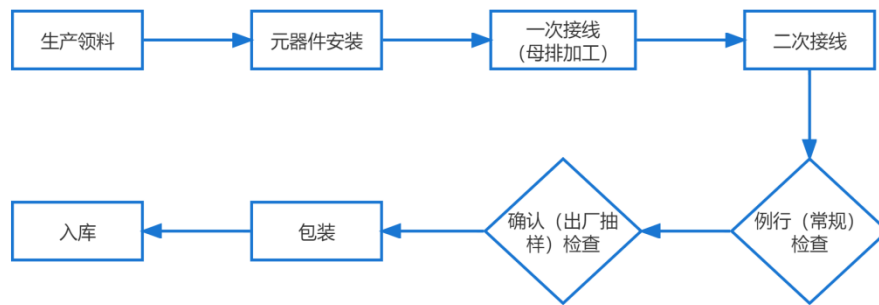 生产领料
元器件安装
一次接线
（母排加工）
二次接线
例行（常规）
检查
确认（出厂抽
样）检查
包装
入库